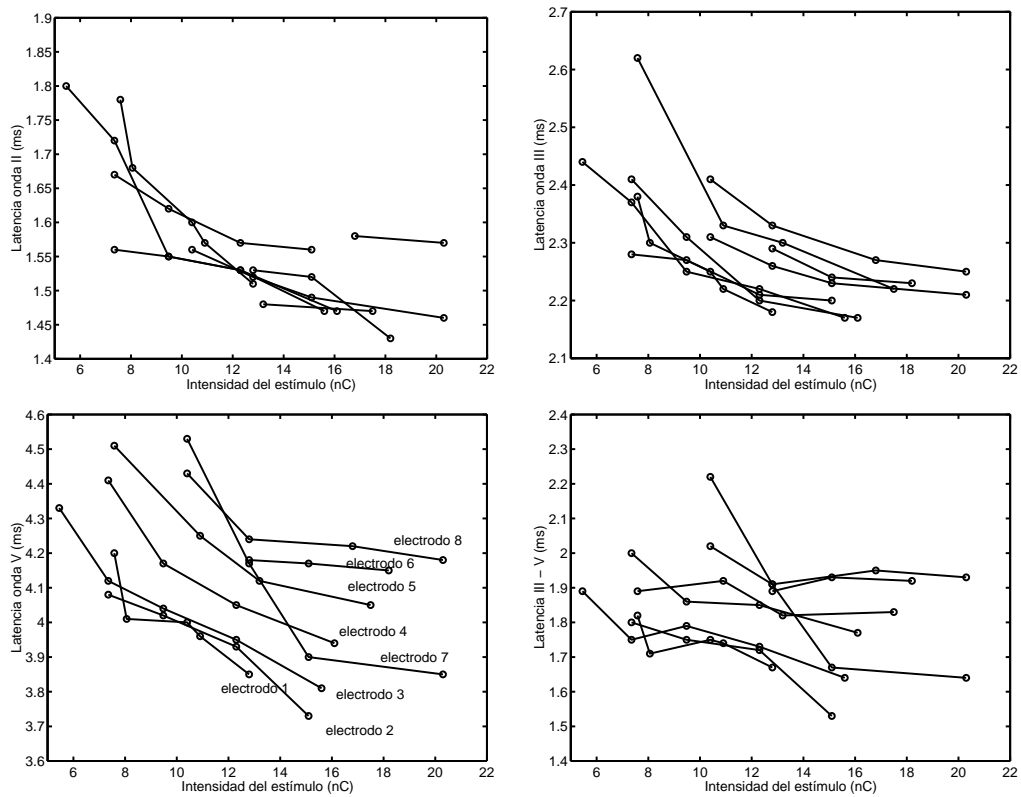 1.9
1.85
1.8
1.75
1.7
1.65
1.6
1.55
1.5
1.45
1.4
Latencia onda II (ms)
6 8 10 12 14 16 18 20 22
Intensidad del estímulo (nC)
2.7
2.6
2.5
2.4
2.3
2.2
2.1
Latencia onda III (ms)
6 8 10 12 14 16 18 20 22
Intensidad del estímulo (nC)
4.6
4.5
4.4
4.3
4.2
4.1
4
3.9
3.8
3.7
3.6
Latencia onda V (ms)
electrodo 8
electrodo 6
electrodo 5
electrodo 4
electrodo 7
electrodo 1
electrodo 3
electrodo 2
6 8 10 12 14 16 18 20 22
Intensidad del estímulo (nC)
2.4
2.3
2.2
2.1
2
1.9
1.8
1.7
1.6
1.5
1.4
Latencia III − V (ms)
6 8 10 12 14 16 18 20 22
Intensidad del estímulo (nC)